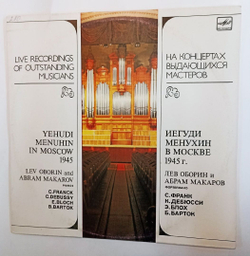 LIVE RECORDINGS
OF OUTSTANDING
MUSICIANS
YEHUDI
MENUHIN
IN MOSCOW
1945
LEV OBORIN and
ABRAM MAKAROV
C.FRANCK
C.DEBUSSY
E.BLOCH
B.BARTOK
НА КОНЦЕРТАХ
ВЫДАЮЩИХСЯ
МАСТЕРОВ
ИЕГУДИ
МЕНУХИН
В МОСКВЕ
1945 г.
ЛЕВ ОБОРИН и
АБРАМ МАКАРОВ
С.ФРАНК
К.ДЕБЮССИ
Э.БЛОХ
Б.БАРТОК